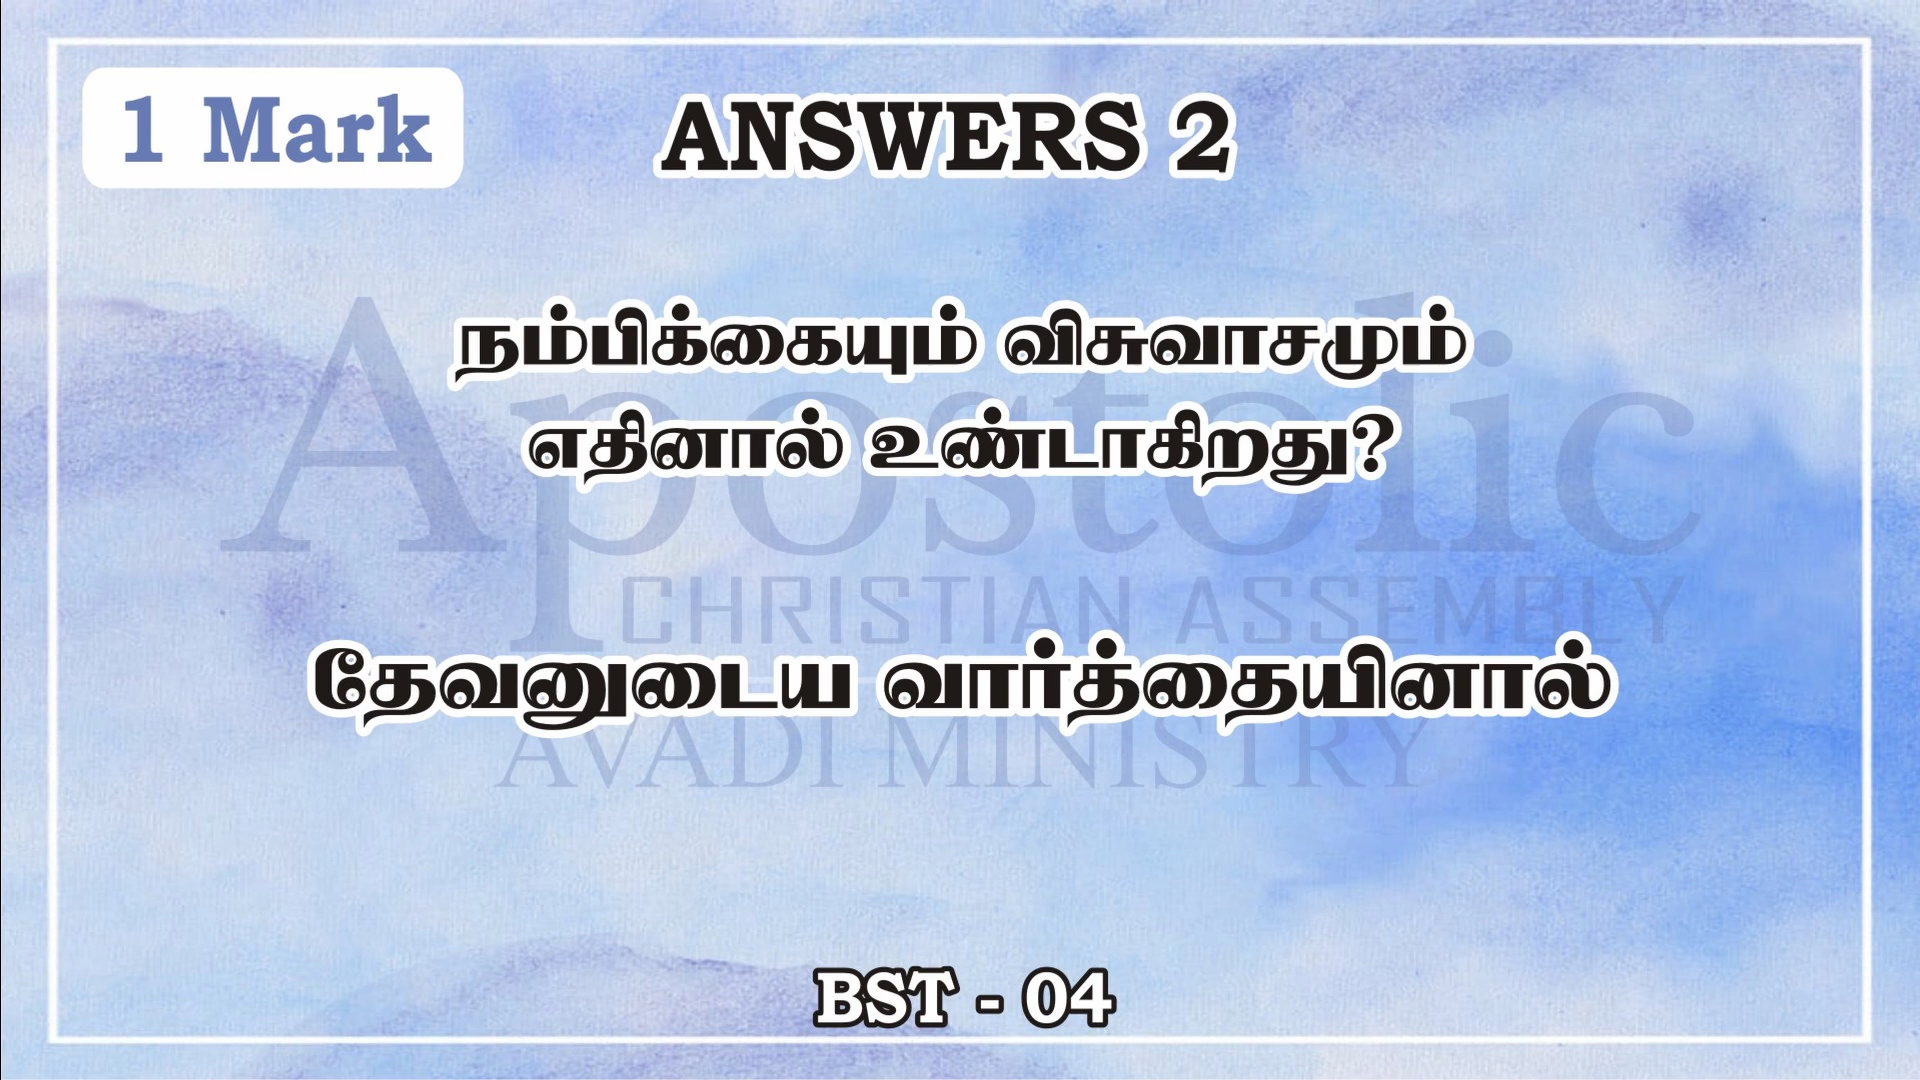 1 Mark
ANSWERS 2
நம்பிக்கையும் விசுவாசமும்
எதினால் உண்டாகிறது?
Apostolic
CHRISTIAN ASSEMBLY
தேவனுடைய வார்த்தையினால்
AVADI MINISTRY
BST - 04